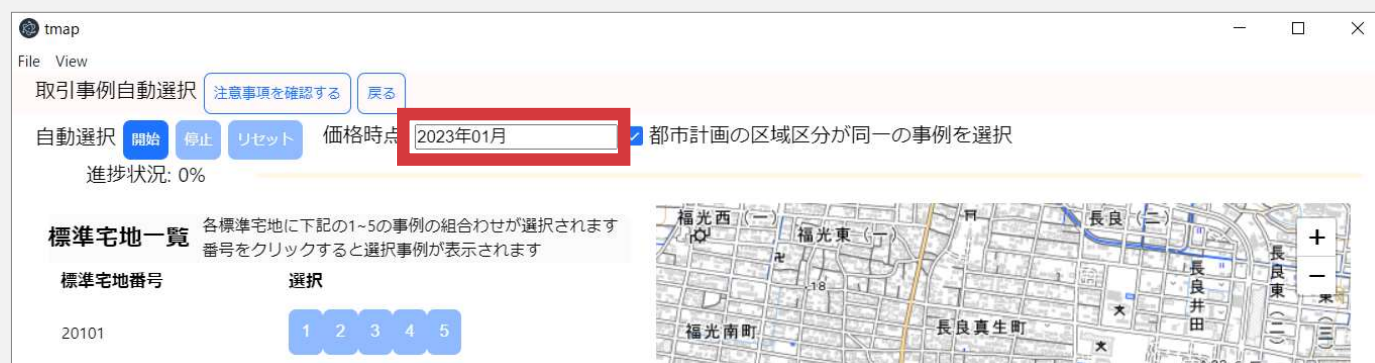 tmap
File View
取引事例自動選択 注意事項を確認する 戻る
自動選択 開始 停止 リセット 価格時点 2023年01月 都市計画の区域区分が同一の事例を選択
進捗状況: 0%
標準宅地一覧 各標準宅地に下記の1~5の事例の組合わせが選択されます
番号をクリックすると選択事例が表示されます
標準宅地番号 選択
20101 1 2 3 4 5
福光西(一)
福光東(一)
長良(二)
+
−
18
長良井田
長良東(二)
東(三)
福光南町
長良真生町